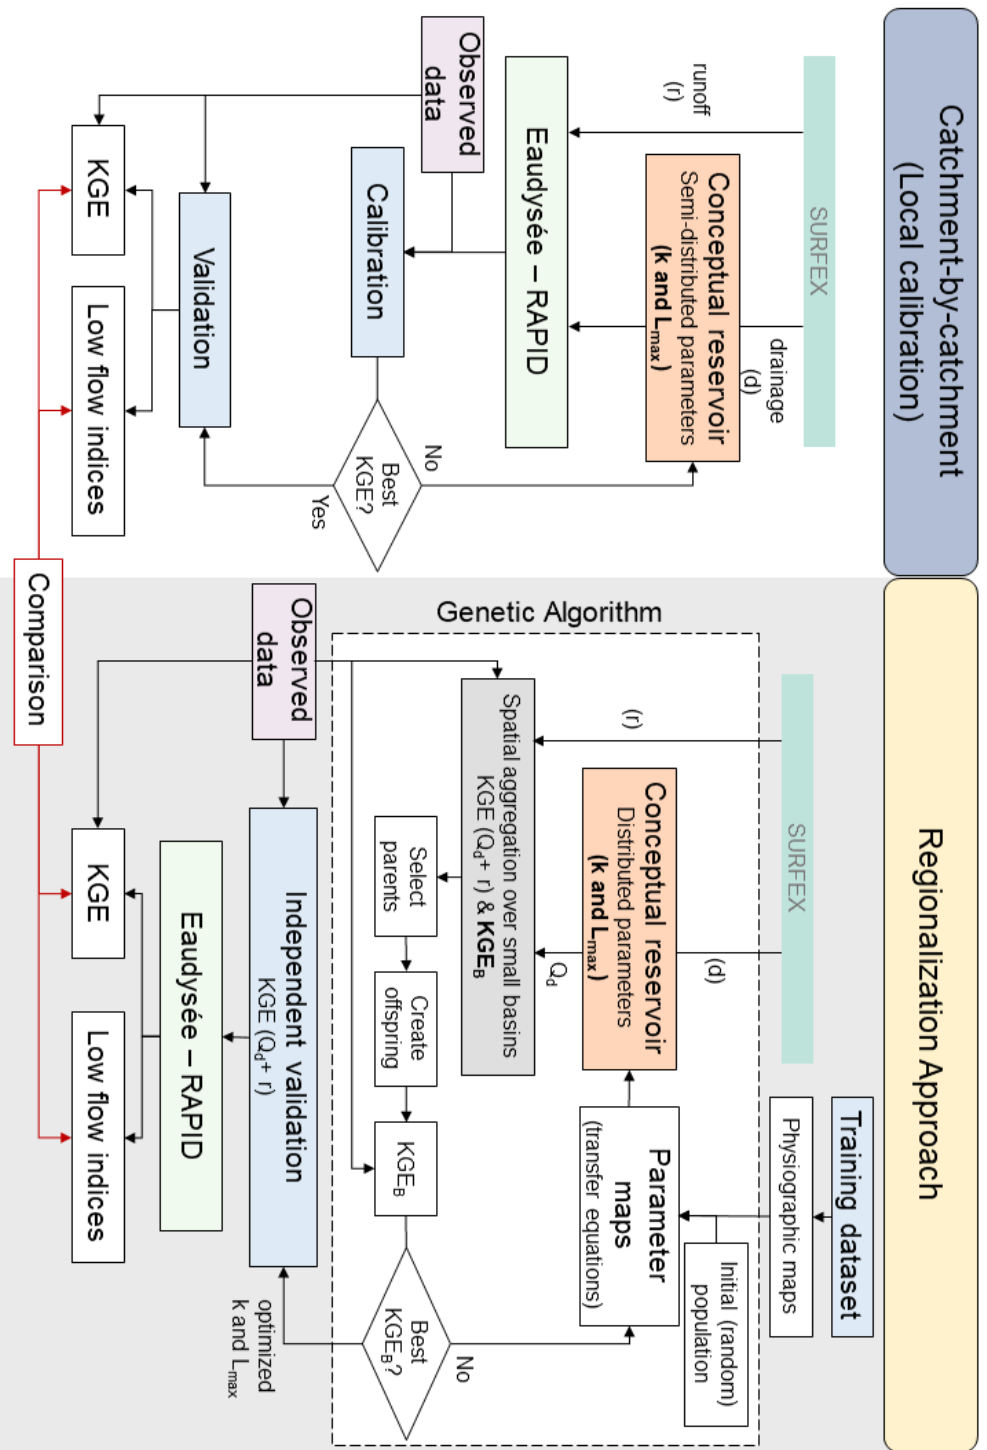 Catchment-by-catchment
(Local calibration)
SURFEX
runoff
(r)
drainage
(d)
Conceptual reservoir
Semi-distributed parameters
(k and Lmax)
Eaudysée – RAPID
Observed
data
Calibration
Best
KGE?
No
Yes
Validation
KGE
Low flow indices
Comparison
Regionalization Approach
SURFEX
Training dataset
Physiographic maps
Initial (random)
population
Genetic Algorithm
(r)
(d)
Conceptual reservoir
Distributed parameters
(k and Lmax)
Parameter
maps
(transfer equations)
Qd
Spatial aggregation over small basins
KGE (Qd+ r) & KGEB
Select
parents
Create
offspring
KGEB
Best
KGEB?
No
Observed
data
optimized
k and Lmax
Independent validation
KGE (Qd+ r)
Eaudysée – RAPID
KGE
Low flow indices